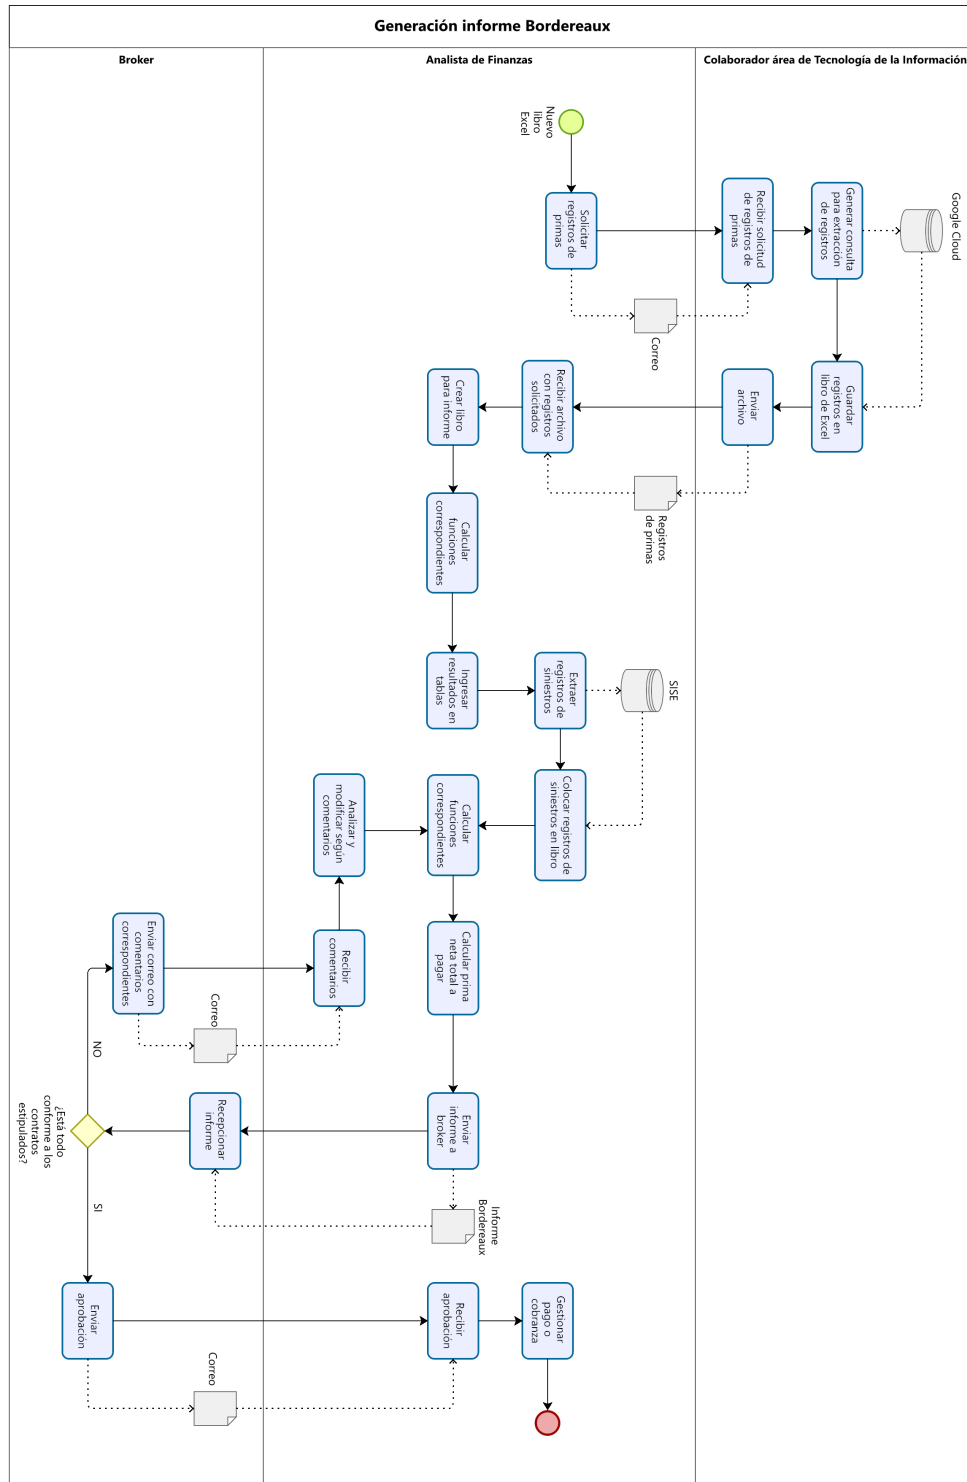 Generación informe Bordereaux
Broker
Analista de Finanzas
Colaborador área de Tecnología de la Información
Nuevo
libro
Excel
Solicitar
registros de
primas
Recibir solicitud
de registros de
primas
Generar consulta
para extracción
de registros
Google Cloud
Correo
Guardar
registros en
libro de Excel
Enviar
archivo
Recibir archivo
con registros
solicitados
Crear libro
para informe
Registros
de primas
Calcular
funciones
correspondientes
Ingresar
resultados en
tablas
Extraer
registros de
siniestros
SISE
Colocar registros de
siniestros en libro
Calcular
funciones
correspondientes
Analizar y
modificar según
comentarios
Calcular prima
neta total a
pagar
Recibir
comentarios
Enviar correo con
comentarios
correspondientes
Correo
NO
Enviar
informe a
broker
Recepcionar
informe
¿Está todo
conforme a los
contratos
estipulados?
Informe
Bordereaux
SI
Enviar
aprobación
Correo
Recibir
aprobación
Gestionar
pago o
cobranza